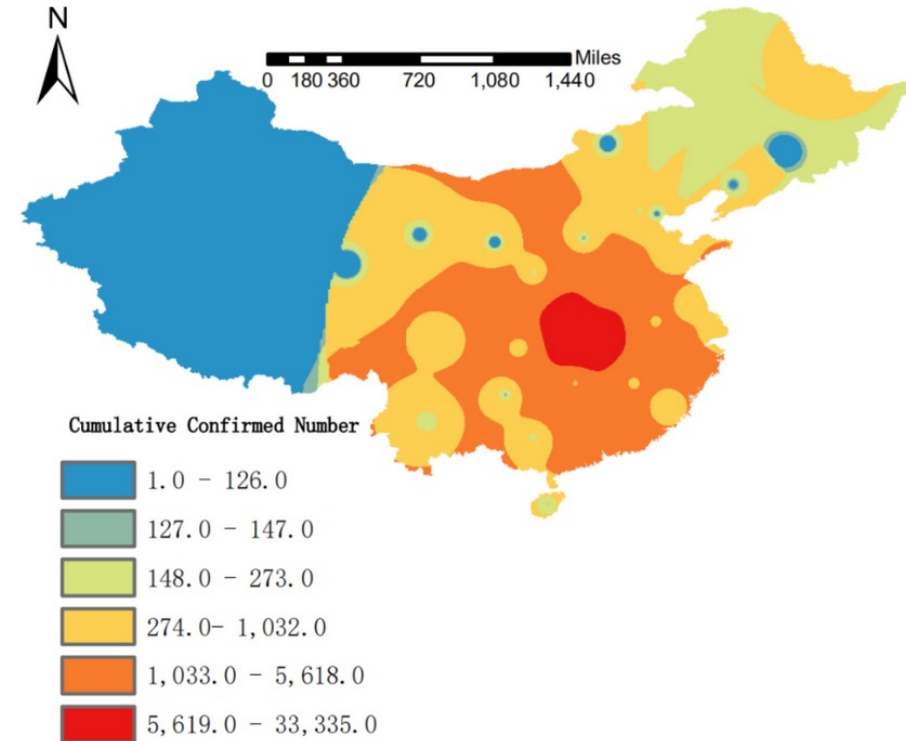 N
Miles
0 180 360 720 1,080 1,440
Cumulative Confirmed Number
1.0 - 126.0
127.0 - 147.0
148.0 - 273.0
274.0- 1,032.0
1,033.0 - 5,618.0
5,619.0 - 33,335.0